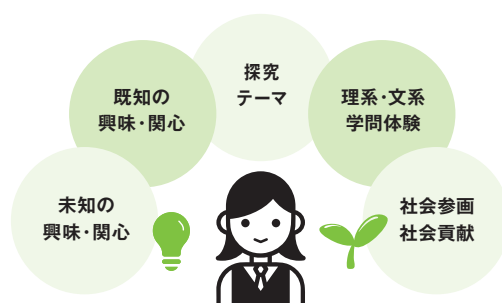 未知の
興味・関心
既知の
興味・関心
探究
テーマ
理系・文系
学問体験
社会参画
社会貢献